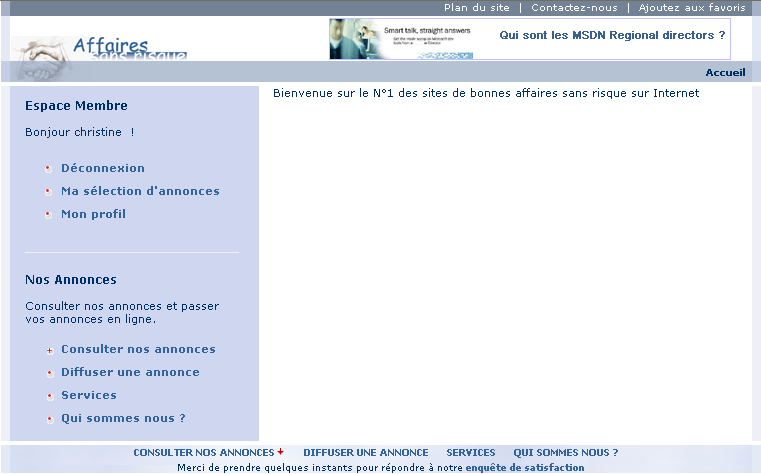 Plan du site | Contactez-nous | Ajoutez aux favoris
Affaires
sans risque
Smart talk, straight answers
Qui sont les MSDN Regional directors ?
Accueil
Espace Membre
Bonjour christine !
Déconnexion
Ma sélection d'annonces
Mon profil
Nos Annonces
Consulter nos annonces et passer
vos annonces en ligne.
Consulter nos annonces
Diffuser une annonce
Services
Qui sommes nous ?
Bienvenue sur le N°1 des sites de bonnes affaires sans risque sur Internet
CONSULTER NOS ANNONCES DIFFUSER UNE ANNONCE SERVICES QUI SOMMES NOUS ?
Merci de prendre quelques instants pour répondre à notre enquête de satisfaction